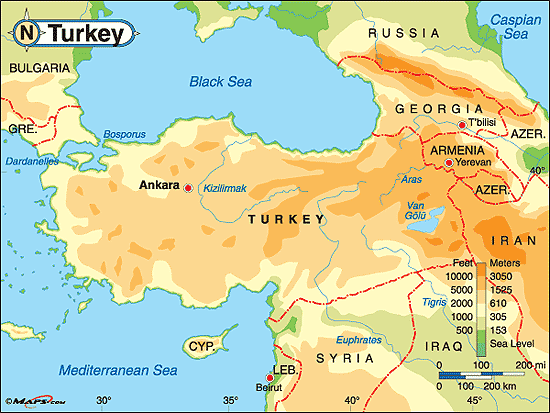 N Turkey
Caspian
Sea
RUSSIA
BULGARIA
Black Sea
GEORGIA
T'bilisi
GRE.
Bosporus
AZER.
ARMENIA
Yerevan
Dardanelles
40°
Ankara
Kizilirmak
Aras
AZER.
TURKEY
Van
Gölü
IRAN
Feet Meters
10000 3050
5000 1525
2000 610
1000 305
500 153
Sea Level
Tigris
CYP.
Euphrates
SYRIA
IRAQ
LEB.
Beirut
Mediterranean Sea
0 100 200 mi
0 100 200 km
MAPS.COM
30° 35° 40° 45°